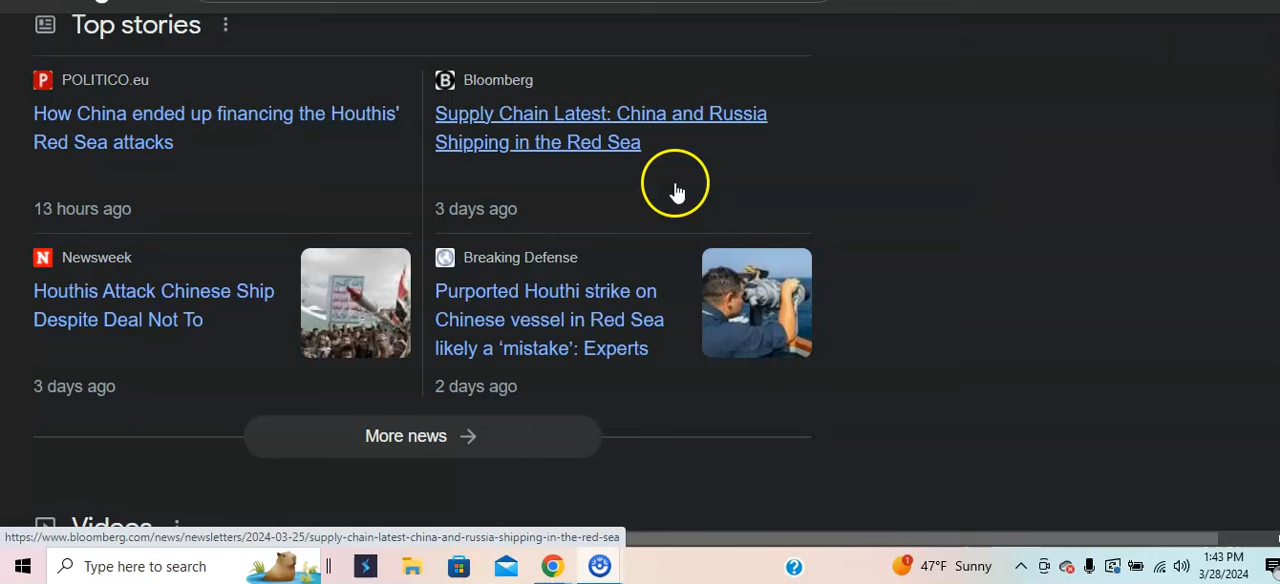 Top stories
POLITICO.eu
How China ended up financing the Houthis'
Red Sea attacks
13 hours ago
Bloomberg
Supply Chain Latest: China and Russia
Shipping in the Red Sea
3 days ago
Newsweek
Houthis Attack Chinese Ship
Despite Deal Not To
3 days ago
Breaking Defense
Purported Houthi strike on
Chinese vessel in Red Sea
likely a ‘mistake’: Experts
2 days ago
More news
Videos
https://www.bloomberg.com/news/newsletters/2024-03-25/supply-chain-latest-china-and-russia-shipping-in-the-red-sea
Type here to search
47°F Sunny
1:43 PM
3/28/2024